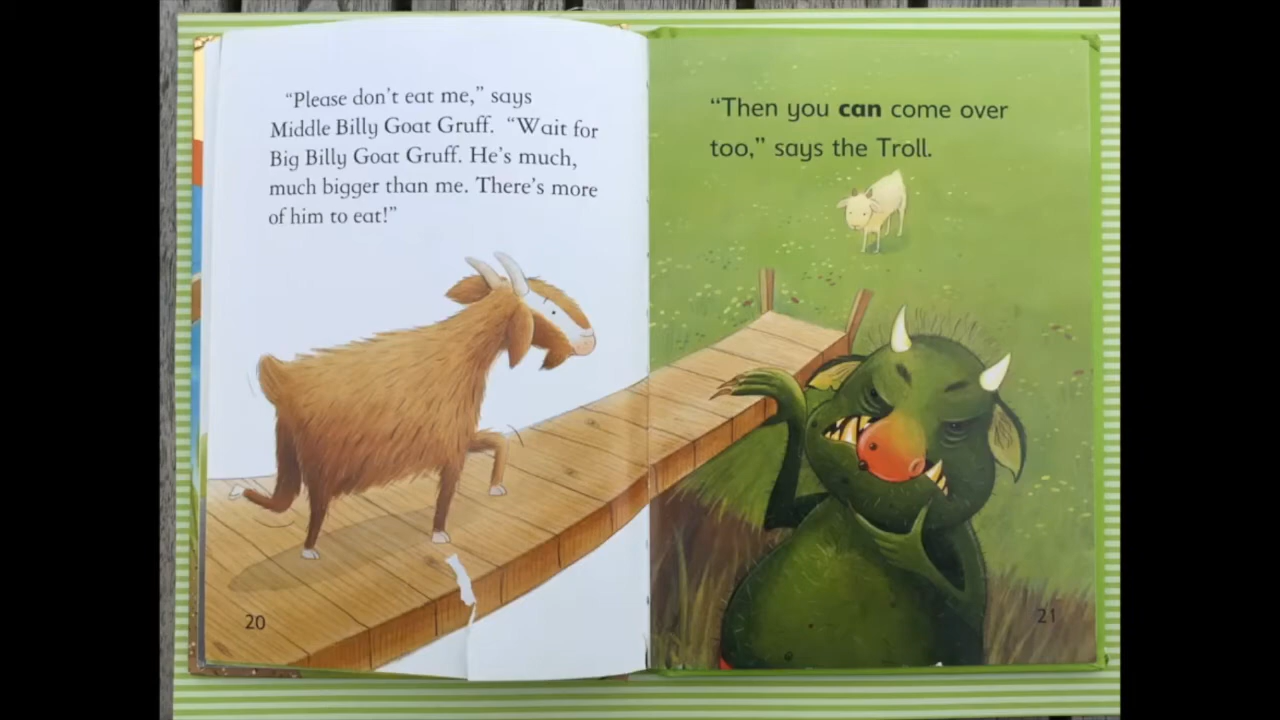 “Please don’t eat me,” says
Middle Billy Goat Gruff. “Wait for
Big Billy Goat Gruff. He’s much,
much bigger than me. There’s more
of him to eat!”
20
“Then you can come over
too,” says the Troll.
21